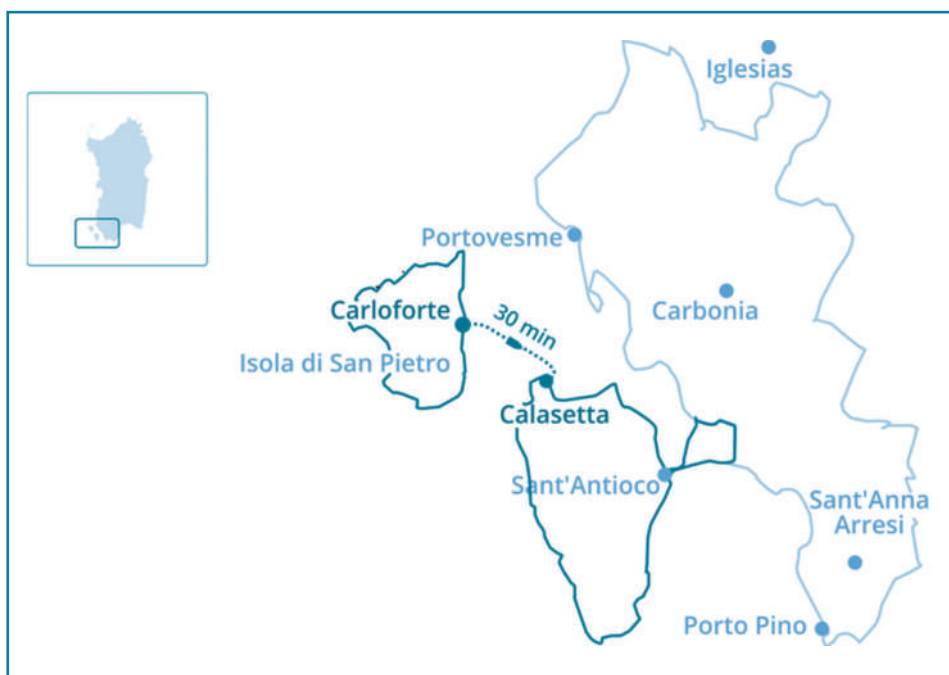 Iglesias
Portovesme
Carbonia
Carloforte
30 min
Isola di San Pietro
Calasetta
Sant'Antioco
Sant'Anna
Arresi
Porto Pino